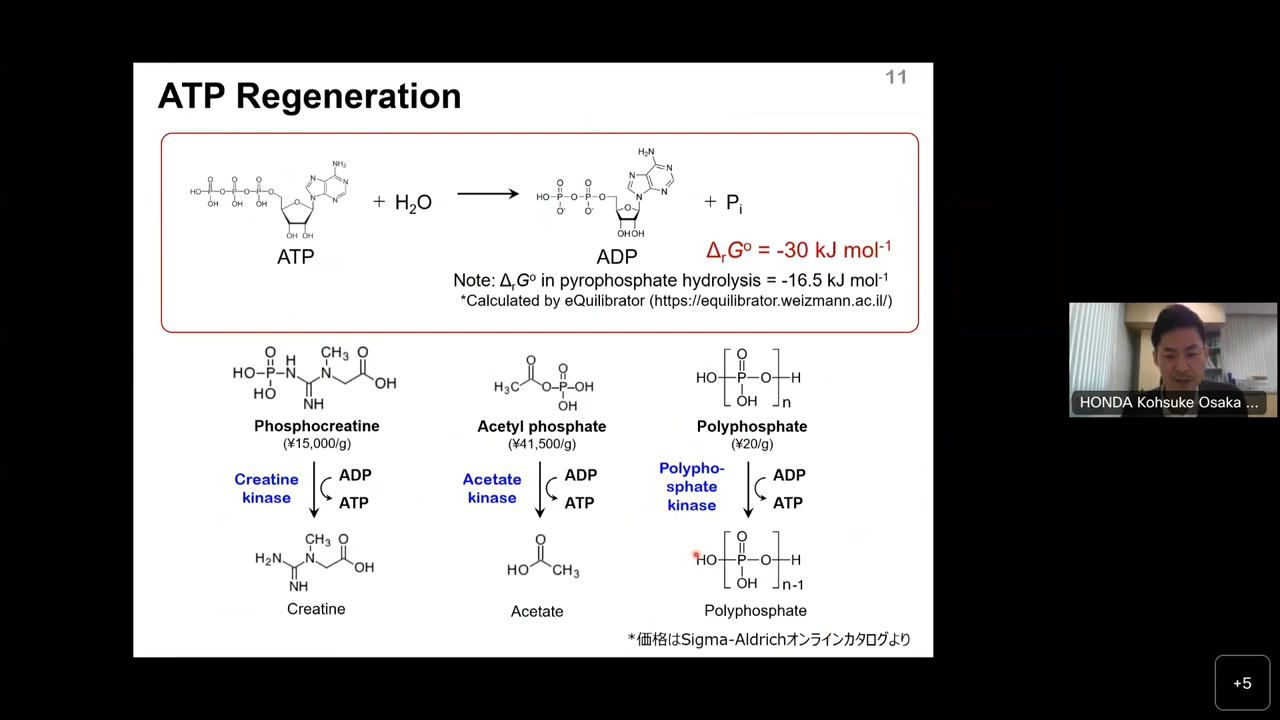 11
ATP Regeneration
ATP
+ H2O
ADP
+ Pi
ΔrG° = -30 kJ mol-1
Note: ΔrG° in pyrophosphate hydrolysis = -16.5 kJ mol-1
*Calculated by eQuilibrator (https://equilibrator.weizmann.ac.il/)
Phosphocreatine
(¥15,000/g)
Creatine
kinase
ADP
ATP
Creatine
Acetyl phosphate
(¥41,500/g)
Acetate
kinase
ADP
ATP
Acetate
Polyphosphate
(¥20/g)
Polypho-
sphate
kinase
ADP
ATP
Polyphosphate
*価格はSigma-Aldrichオンラインカタログより
HONDA Kohsuke Osaka ...
+5